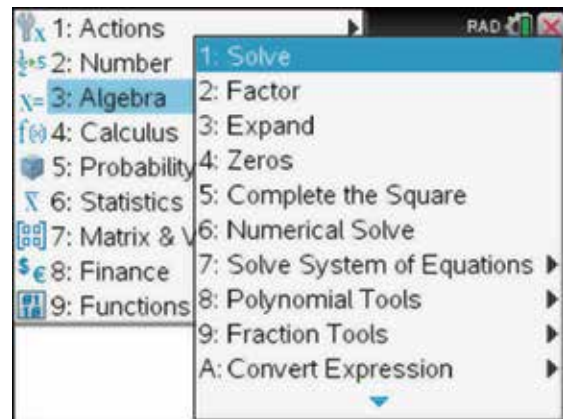 1: Actions
2: Number
3: Algebra
4: Calculus
5: Probability
6: Statistics
7: Matrix & V
8: Finance
9: Functions
RAD
1: Solve
2: Factor
3: Expand
4: Zeros
5: Complete the Square
6: Numerical Solve
7: Solve System of Equations
8: Polynomial Tools
9: Fraction Tools
A: Convert Expression